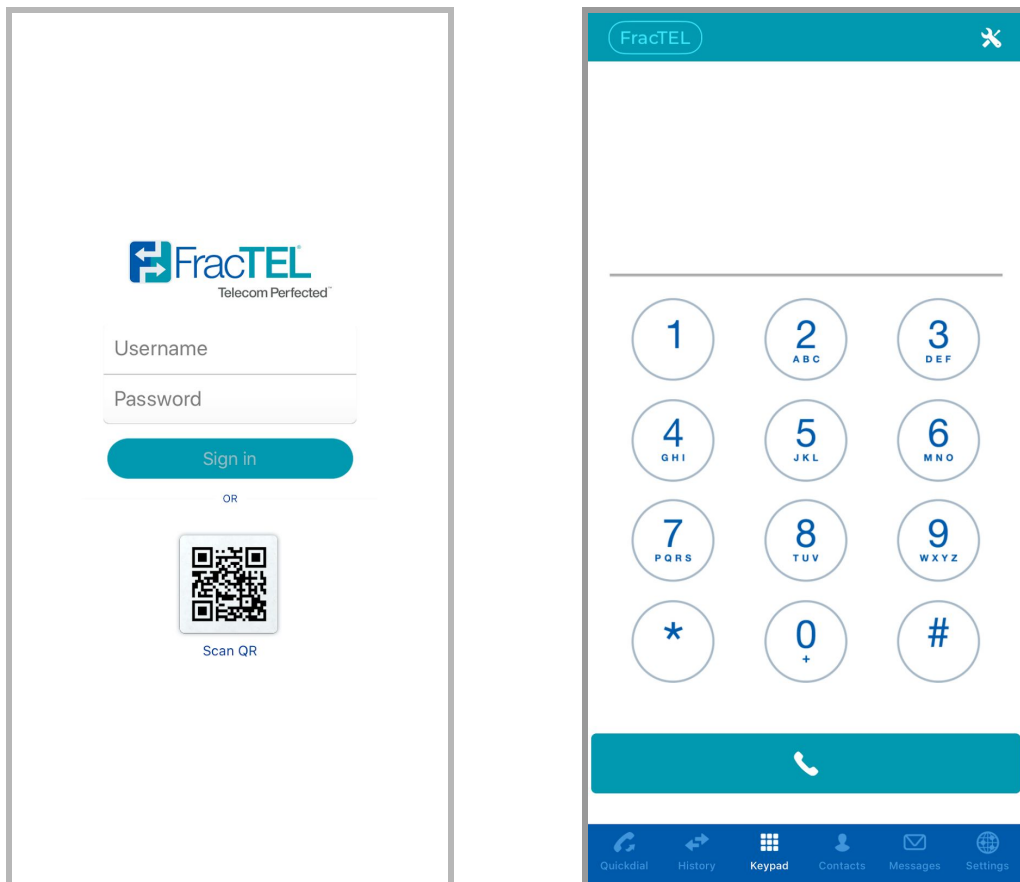 FracTEL
Telecom Perfected™
Username
Password
Sign in
OR
Scan QR
FracTEL
1
2
ABC
3
DEF
4
GHI
5
JKL
6
MNO
7
PQRS
8
TUV
9
WXYZ
*
0
+
#
Quickdial
History
Keypad
Contacts
Messages
Settings